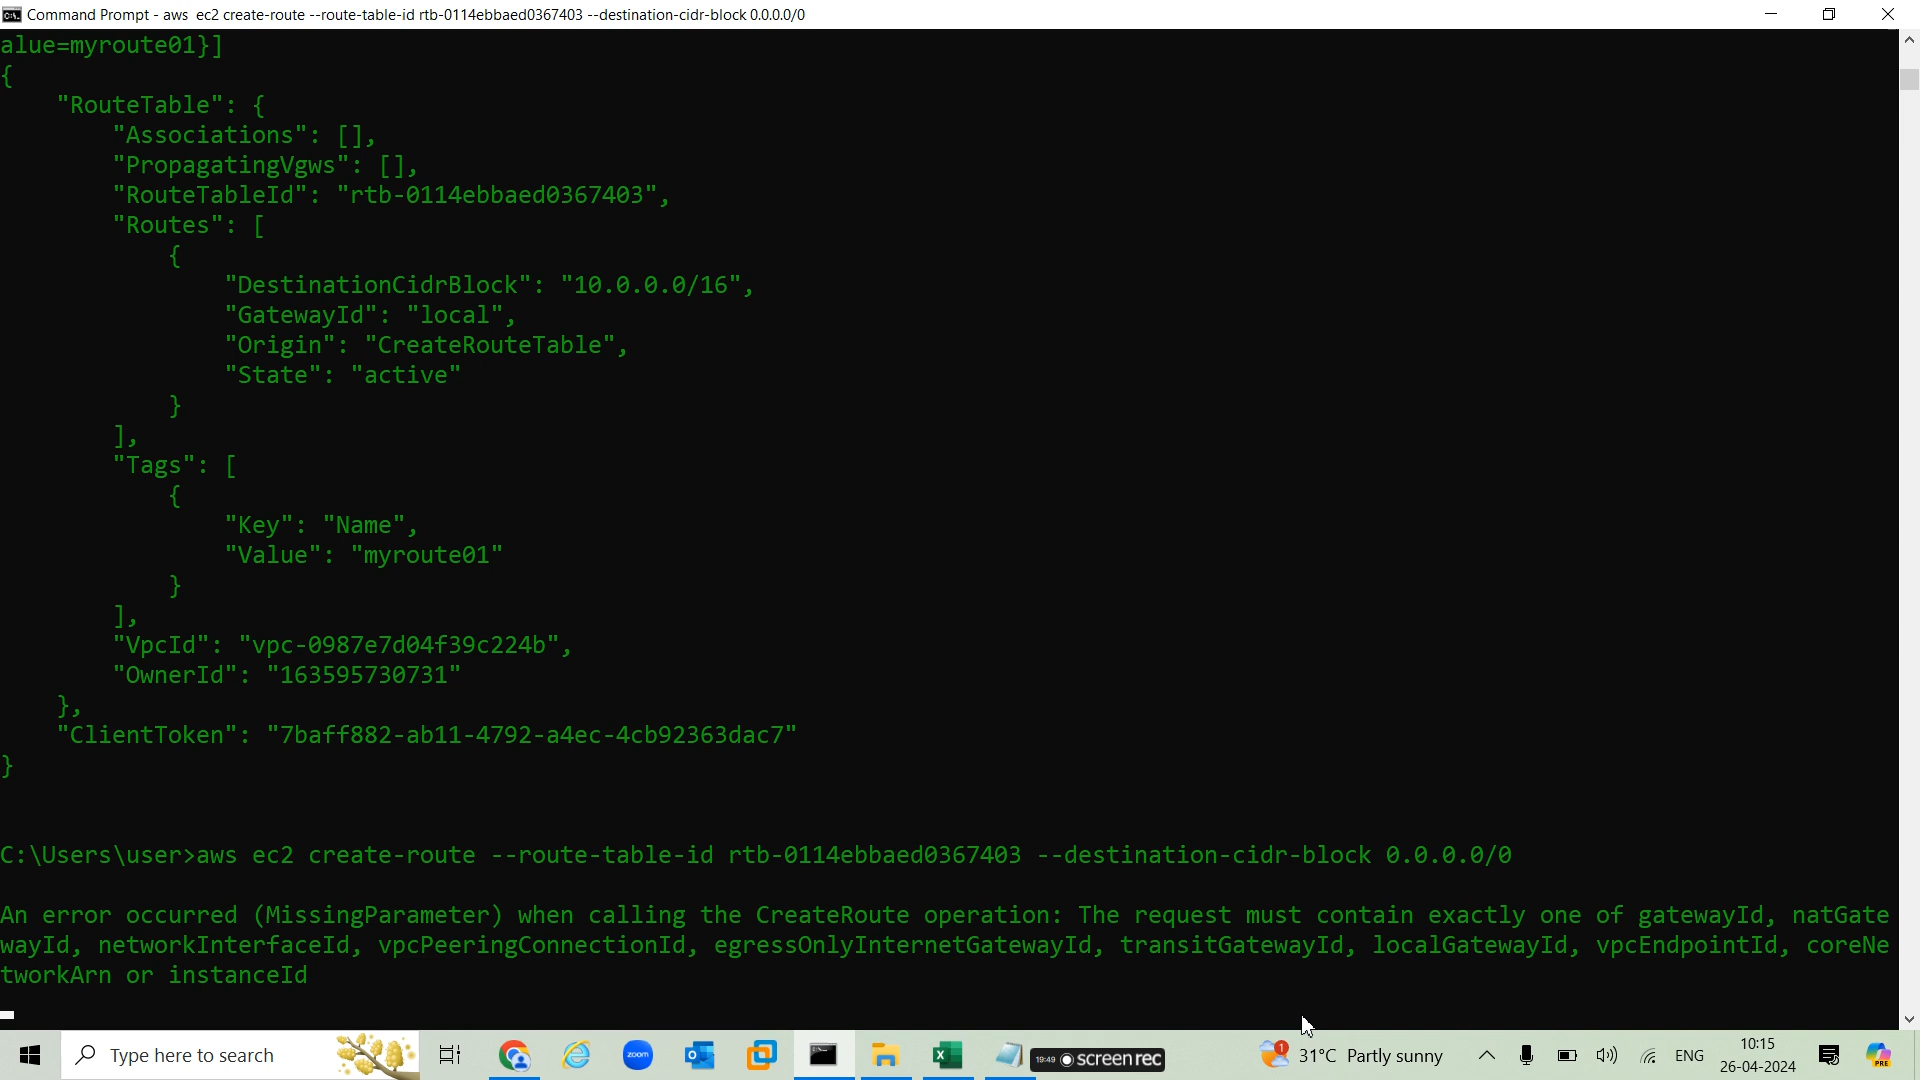 Command Prompt - aws  ec2 create-route --route-table-id rtb-0114ebbaed0367403 --destination-cidr-block 0.0.0.0/0
alue=myroute01}]
{
    "RouteTable": {
        "Associations": [],
        "PropagatingVgws": [],
        "RouteTableId": "rtb-0114ebbaed0367403",
        "Routes": [
            {
                "DestinationCidrBlock": "10.0.0.0/16",
                "GatewayId": "local",
                "Origin": "CreateRouteTable",
                "State": "active"
            }
        ],
        "Tags": [
            {
                "Key": "Name",
                "Value": "myroute01"
            }
        ],
        "VpcId": "vpc-0987e7d04f39c224b",
        "OwnerId": "163595730731"
    },
    "ClientToken": "7baff882-ab11-4792-a4ec-4cb92363dac7"
}
C:\Users\user>aws ec2 create-route --route-table-id rtb-0114ebbaed0367403 --destination-cidr-block 0.0.0.0/0
An error occurred (MissingParameter) when calling the CreateRoute operation: The request must contain exactly one of gatewayId, natGate
wayId, networkInterfaceId, vpcPeeringConnectionId, egressOnlyInternetGatewayId, transitGatewayId, localGatewayId, vpcEndpointId, coreNe
tworkArn or instanceId
Type here to search
zoom
19:49 screenrec
1
31°C Partly sunny
ENG
10:15
26-04-2024
PRE